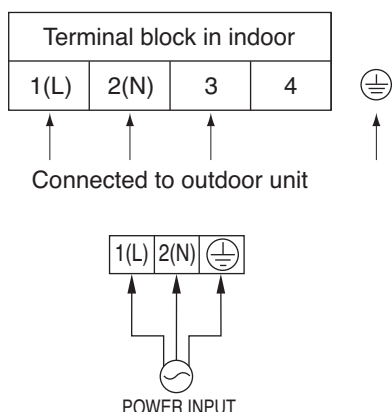 Terminal block in indoor
1(L) 2(N) 3 4
Connected to outdoor unit
1(L) 2(N)
POWER INPUT